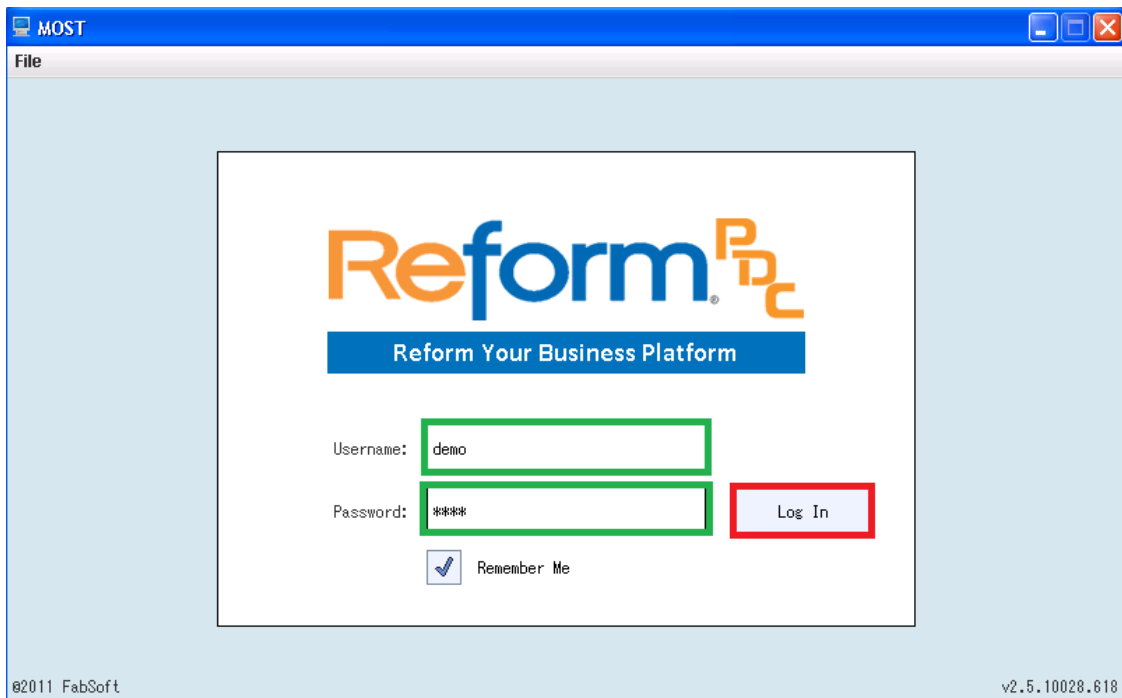 MOST
File
Reform PDC®
Reform Your Business Platform
Username: demo
Password: ****
Log In
Remember Me
©2011 FabSoft
v2.5.10028.618